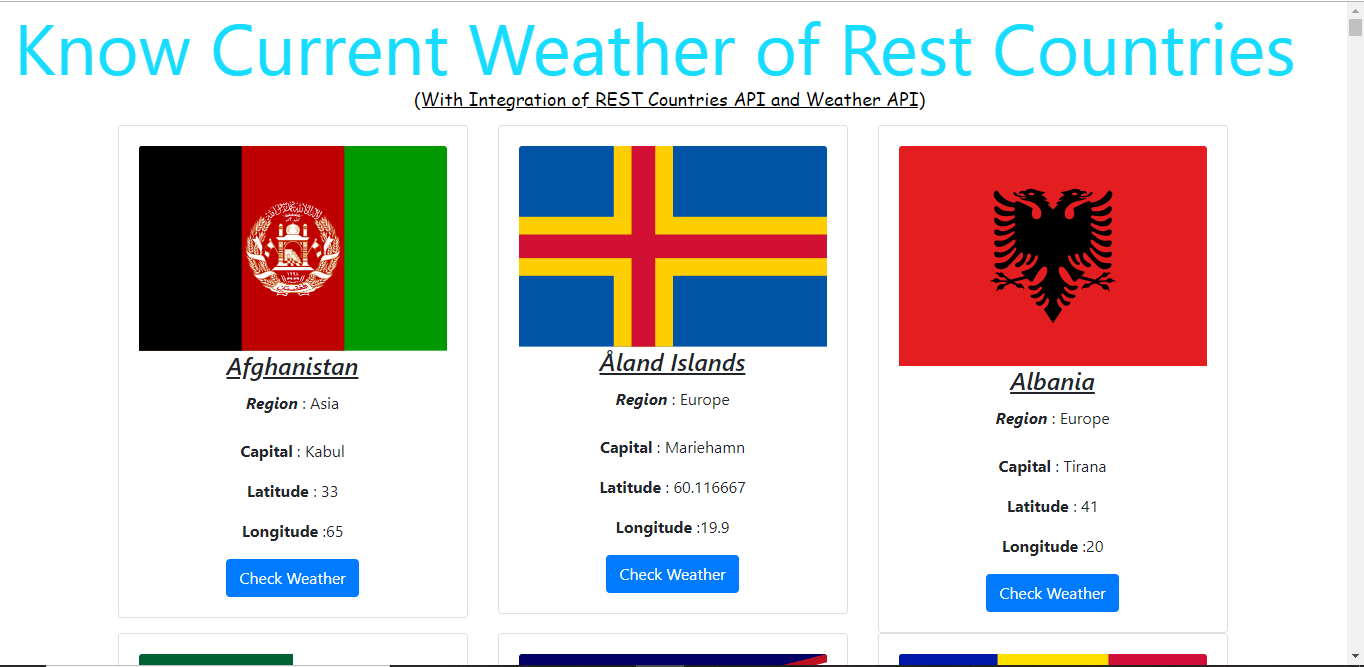 Know Current Weather of Rest Countries
(With Integration of REST Countries API and Weather API)
Afghanistan
Region : Asia
Capital : Kabul
Latitude : 33
Longitude :65
Check Weather
Åland Islands
Region : Europe
Capital : Mariehamn
Latitude : 60.116667
Longitude :19.9
Check Weather
Albania
Region : Europe
Capital : Tirana
Latitude : 41
Longitude :20
Check Weather